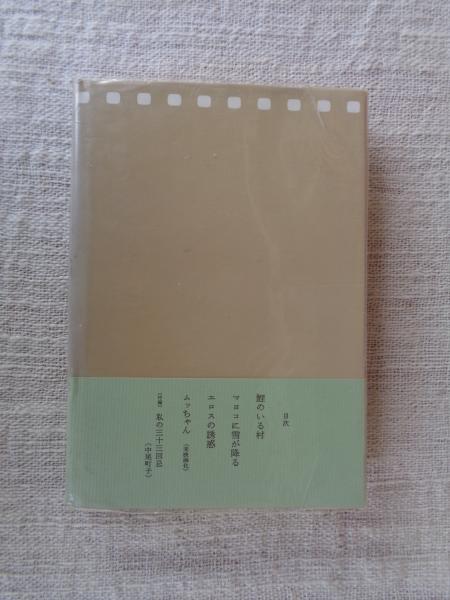 目次
鯉のいる村
マヨコに雪が降る
エロスの誘惑
ムッちゃん
私の三十三回忌
(中尾町子)